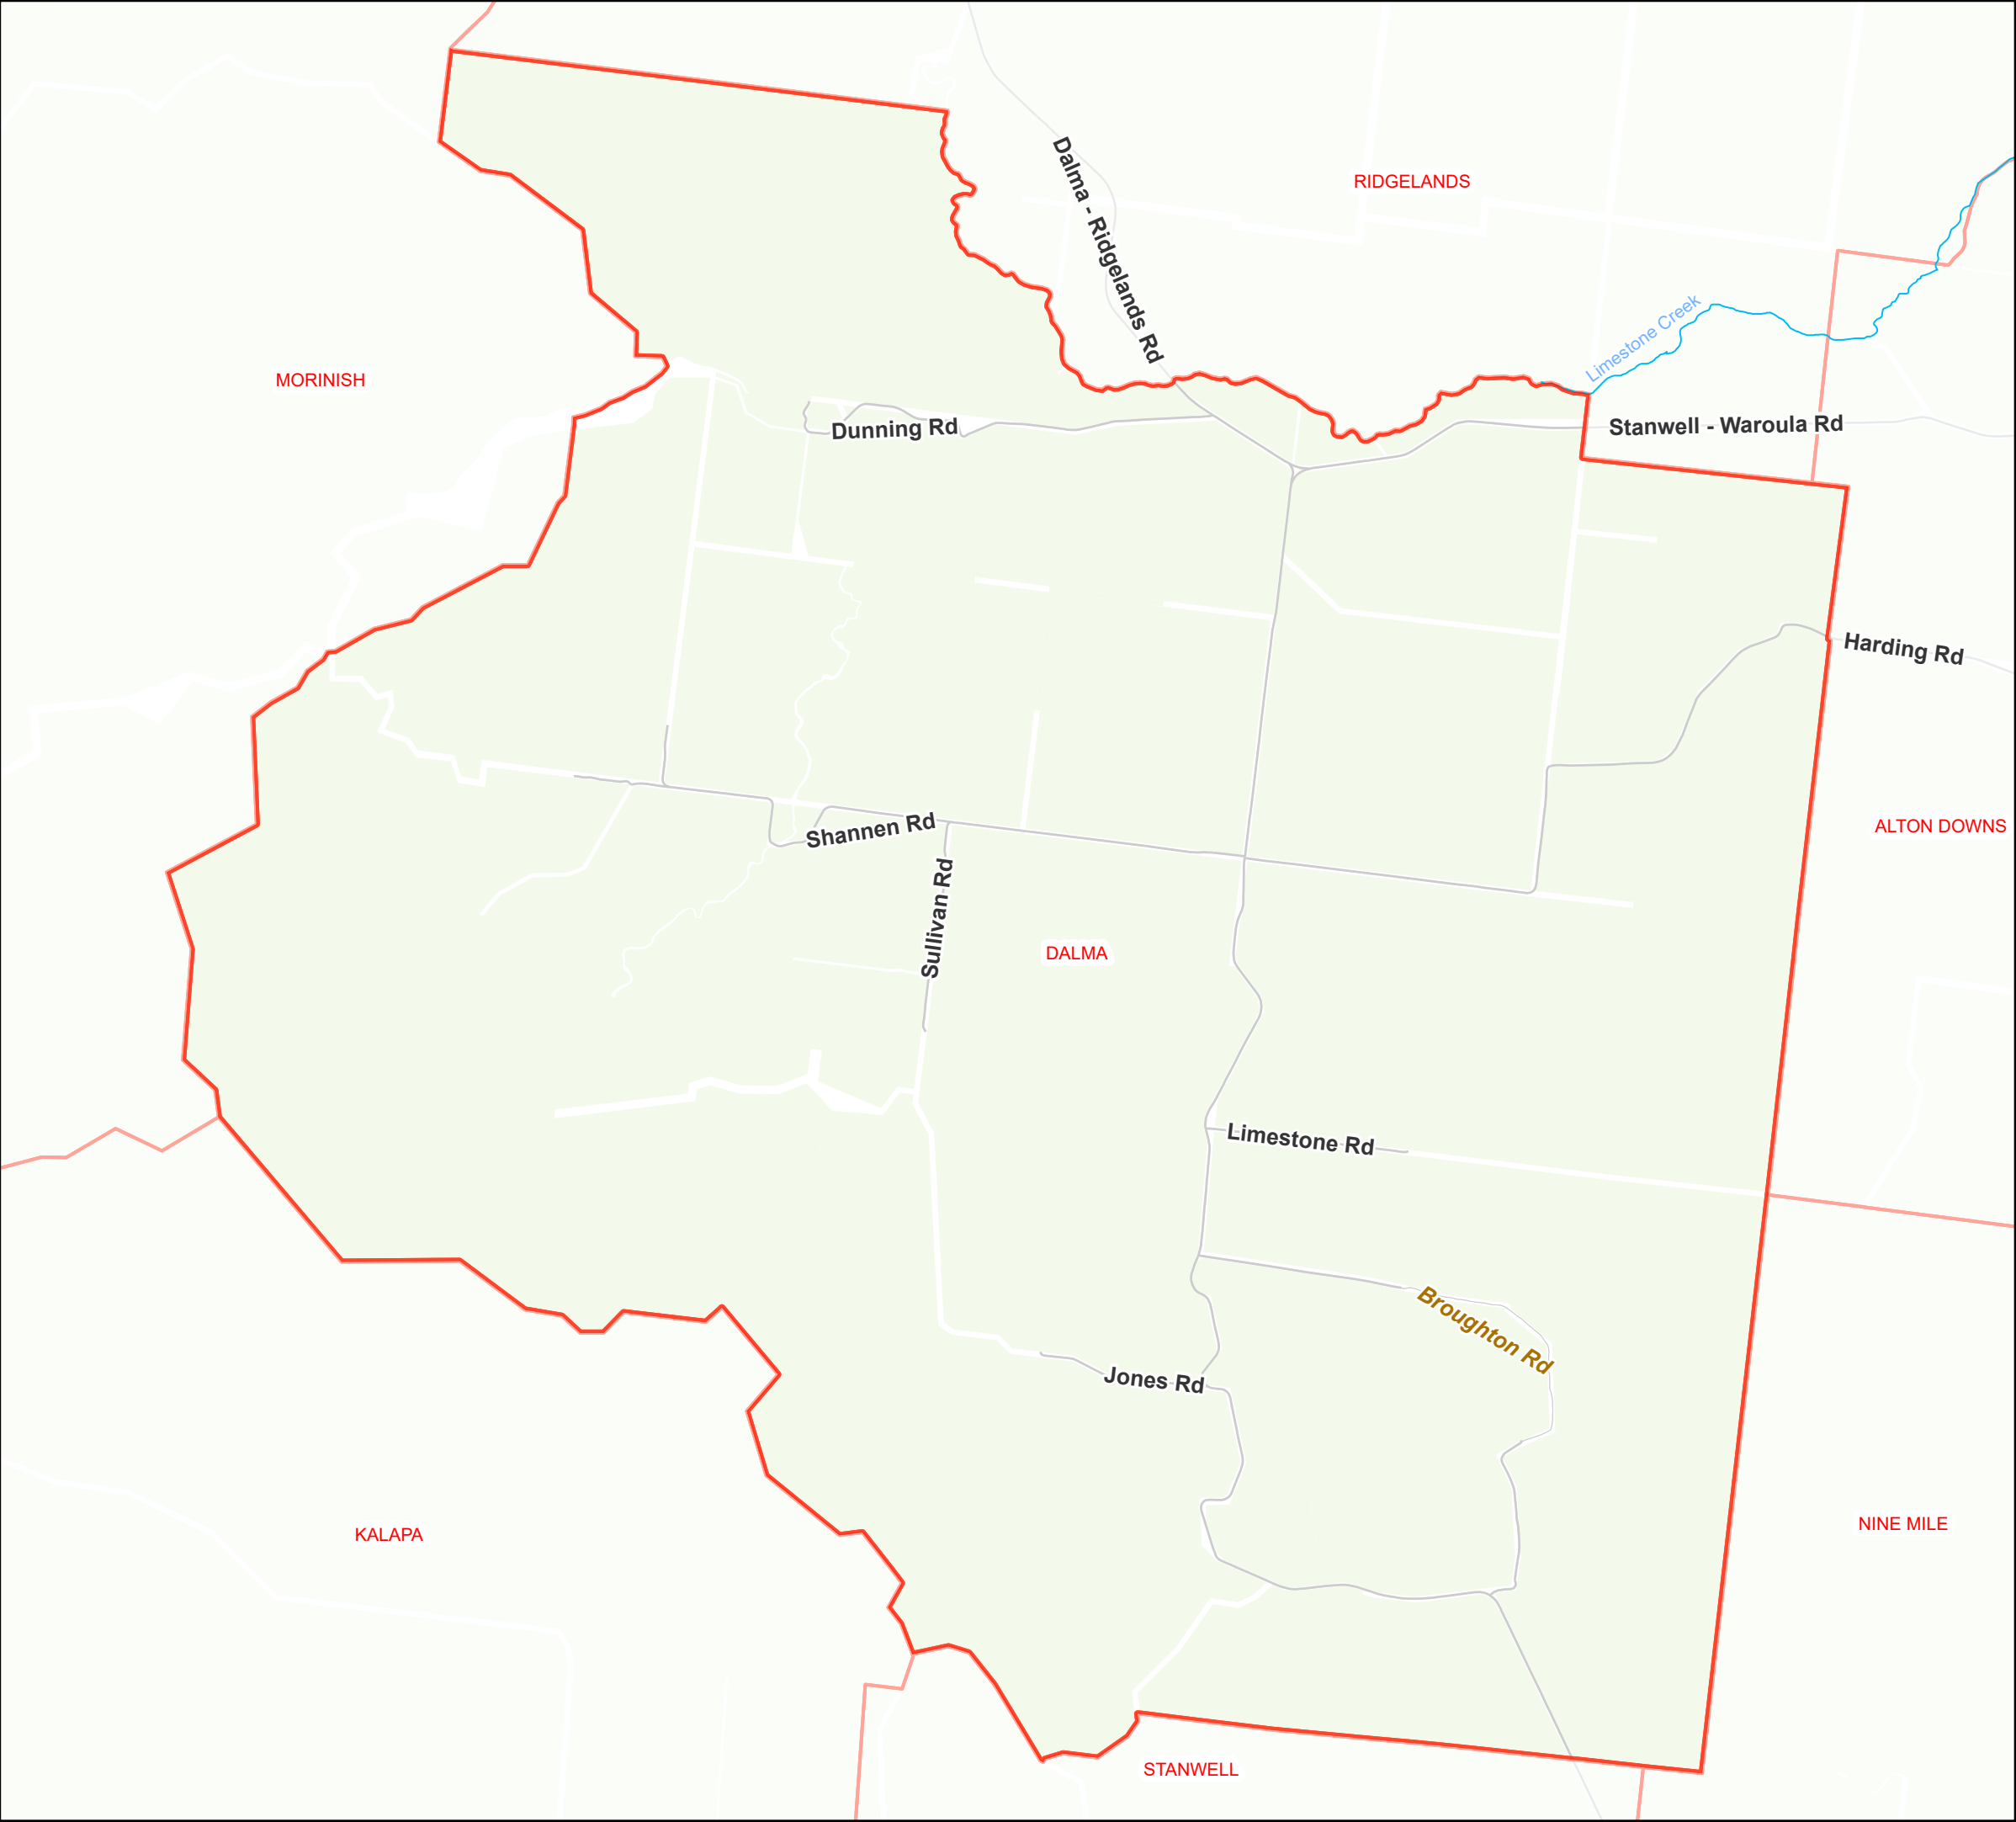 Dalma - Ridgelands Rd
RIDGELANDS
Limestone Creek
MORINISH
Dunning Rd
Stanwell - Waroula Rd
Harding Rd
Shannen Rd
ALTON DOWNS
Sullivan Rd
DALMA
Limestone Rd
Broughton Rd
Jones Rd
KALAPA
NINE MILE
STANWELL